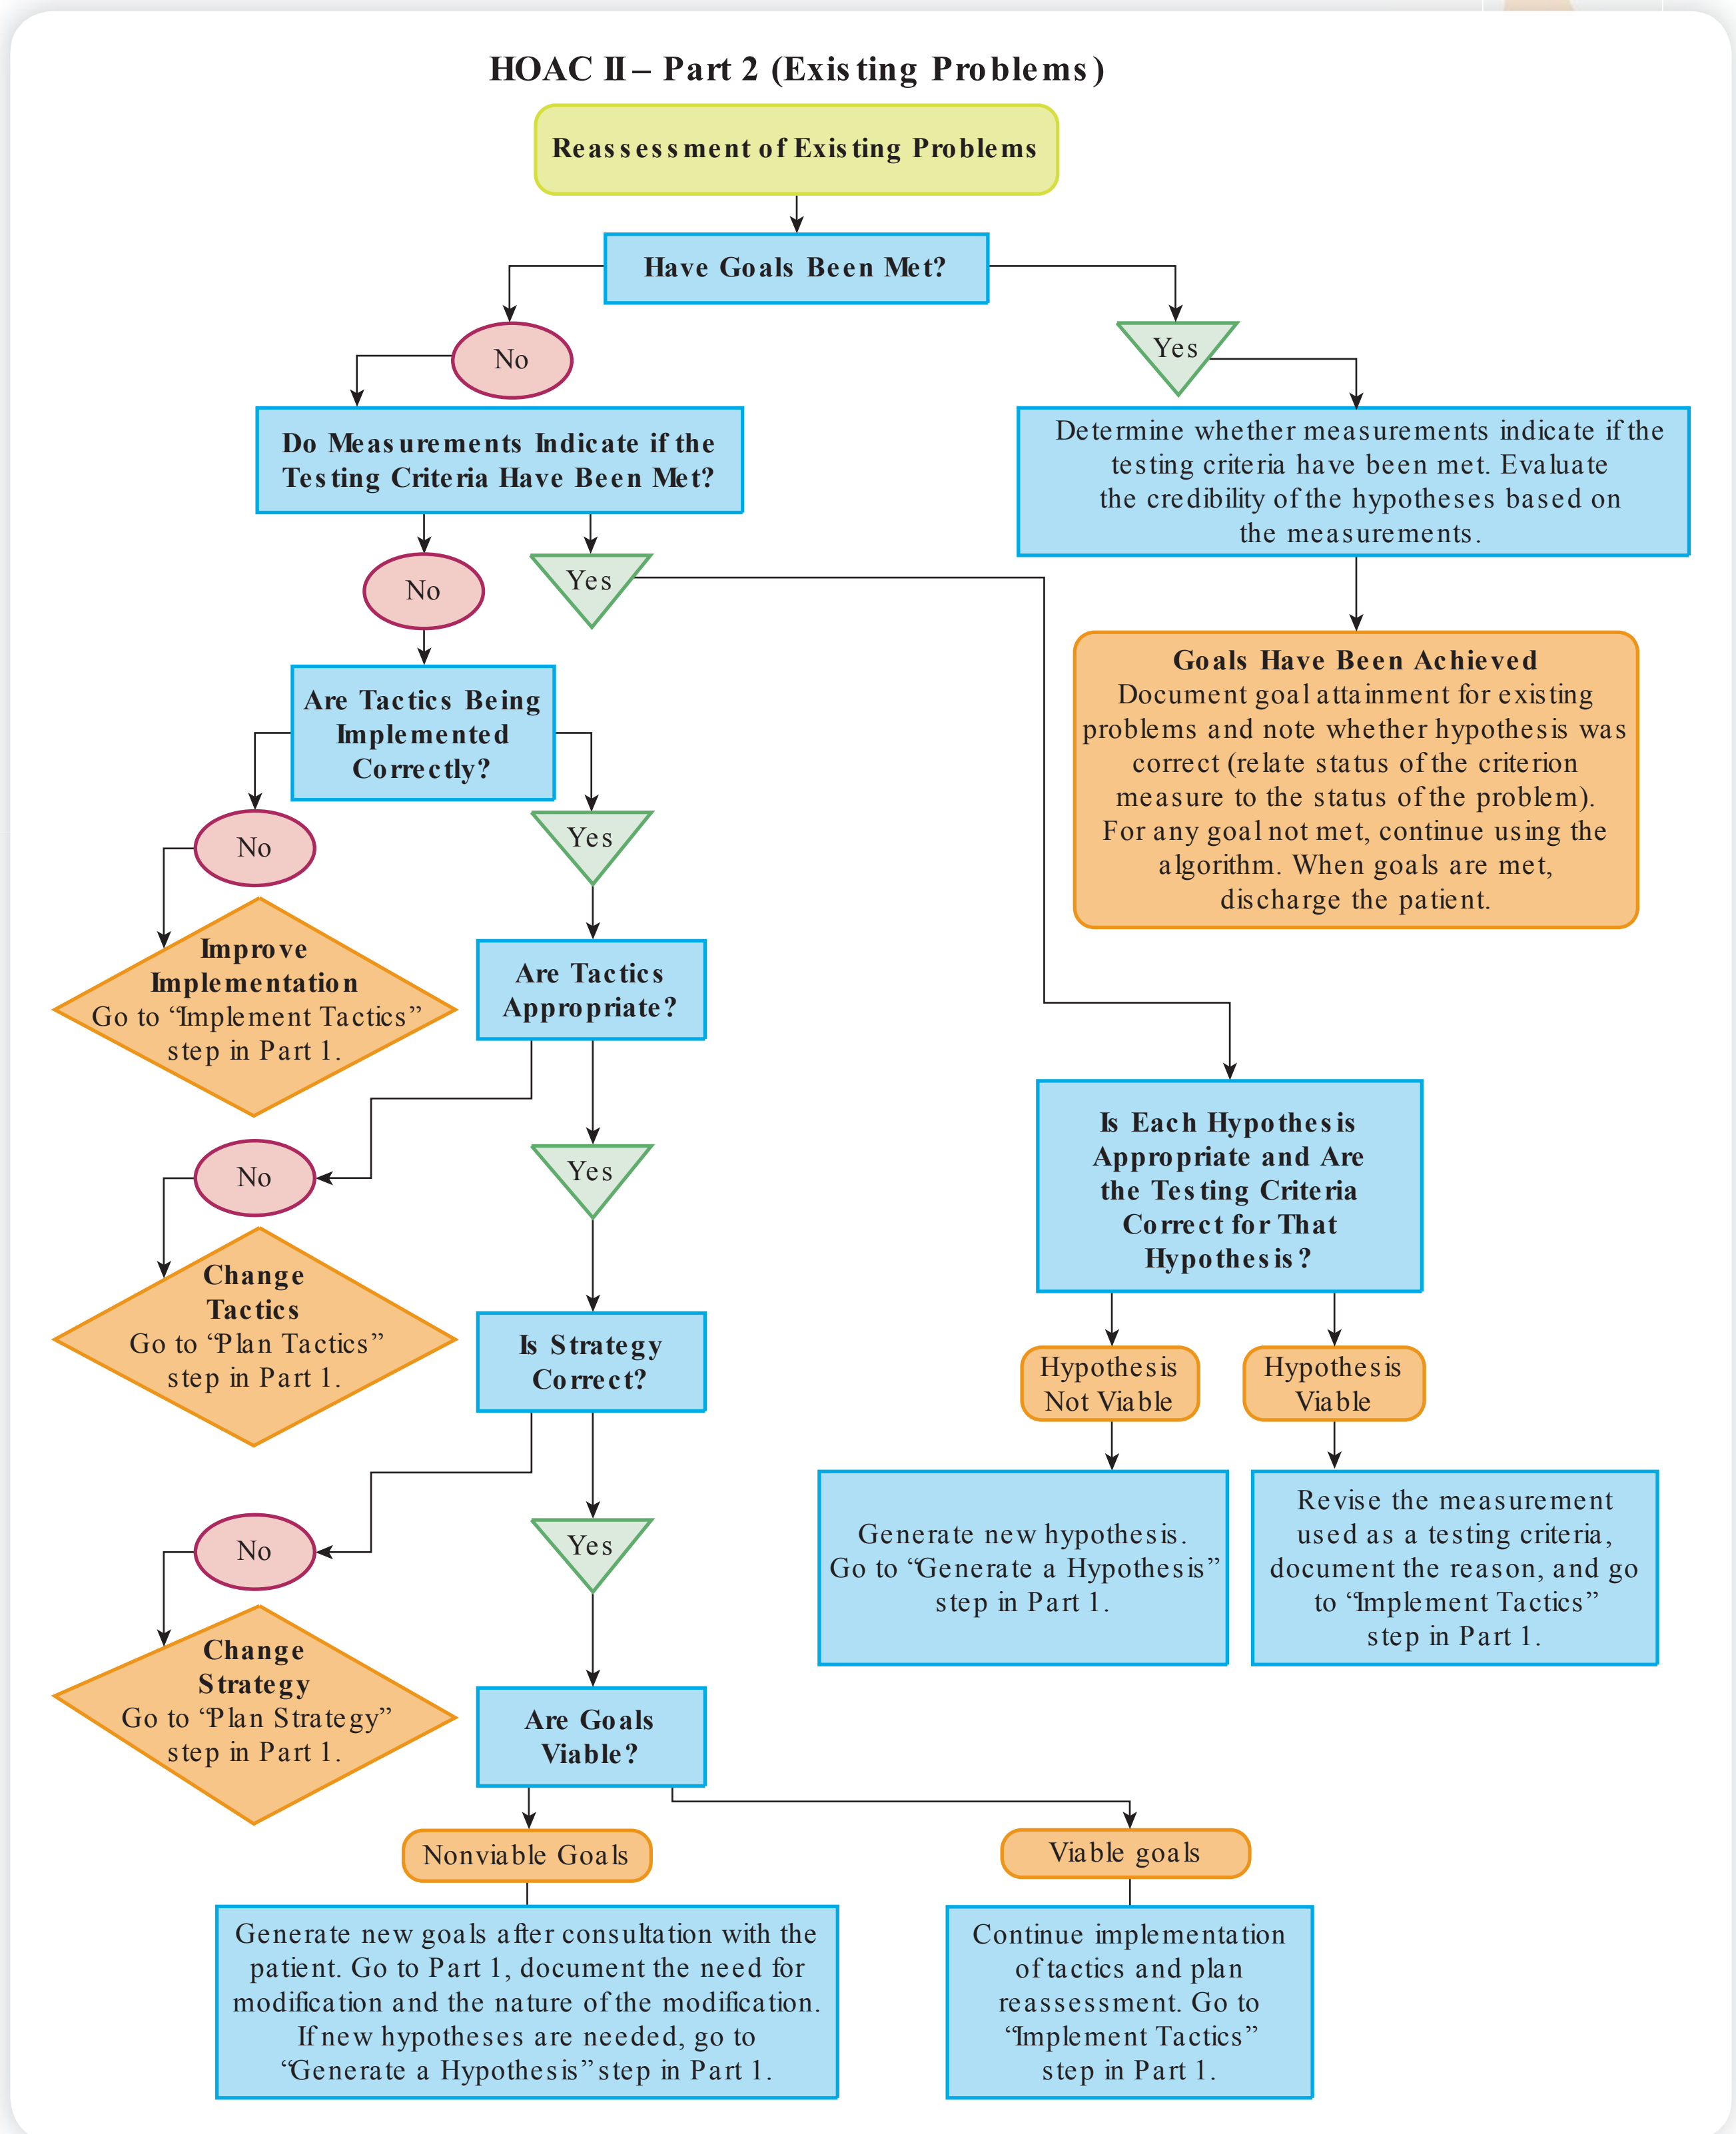 HOAC II – Part 2 (Existing Problems)
Reassessment of Existing Problems
Have Goals Been Met?
No
Yes
Do Measurements Indicate if the
Testing Criteria Have Been Met?
Determine whether measurements indicate if the
testing criteria have been met. Evaluate
the credibility of the hypotheses based on
the measurements.
No
Yes
Goals Have Been Achieved
Document goal attainment for existing
problems and note whether hypothesis was
correct (relate status of the criterion
measure to the status of the problem).
For any goal not met, continue using the
algorithm. When goals are met,
discharge the patient.
Are Tactics Being
Implemented
Correctly?
No
Yes
Improve
Implementation
Go to “Implement Tactics”
step in Part 1.
Are Tactics
Appropriate?
Is Each Hypothesis
Appropriate and Are
the Testing Criteria
Correct for That
Hypothesis?
No
Yes
Change
Tactics
Go to “Plan Tactics”
step in Part 1.
Is Strategy
Correct?
Hypothesis
Not Viable
Hypothesis
Viable
Generate new hypothesis.
Go to “Generate a Hypothesis”
step in Part 1.
Revise the measurement
used as a testing criteria,
document the reason, and go
to “Implement Tactics”
step in Part 1.
No
Yes
Change
Strategy
Go to “Plan Strategy”
step in Part 1.
Are Goals
Viable?
Nonviable Goals
Viable goals
Generate new goals after consultation with the
patient. Go to Part 1, document the need for
modification and the nature of the modification.
If new hypotheses are needed, go to
“Generate a Hypothesis” step in Part 1.
Continue implementation
of tactics and plan
reassessment. Go to
“Implement Tactics”
step in Part 1.